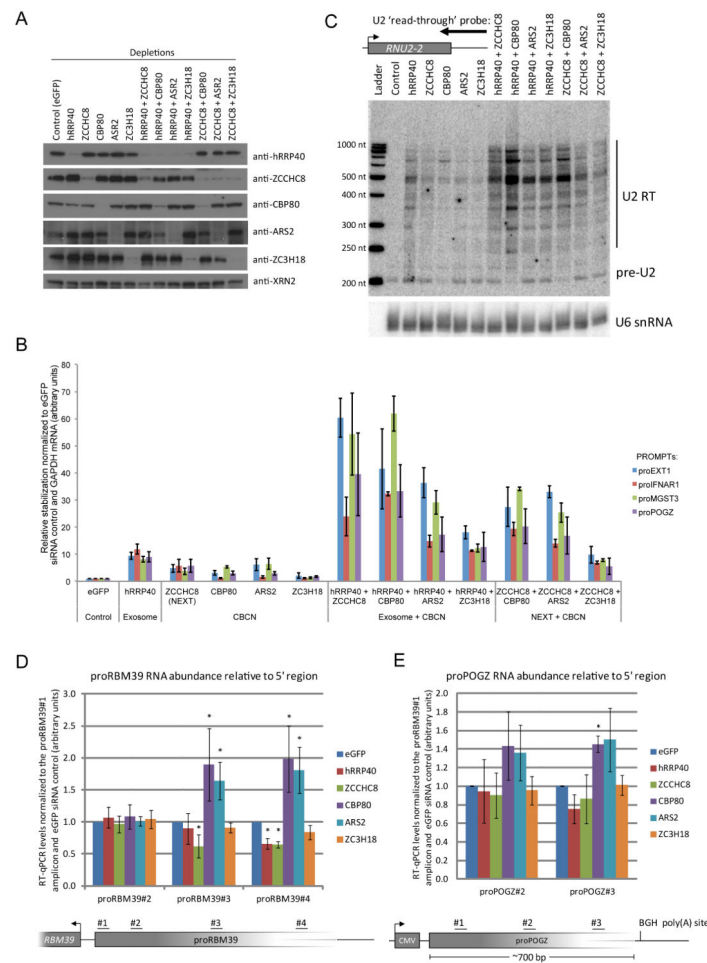 A
Depletions
Control (eGFP)
hRRP40
ZCCHC8
CBP80
ASR2
ZC3H18
hRRP40 + ZCCHC8
hRRP40 + CBP80
hRRP40 + ARS2
hRRP40 + ZC3H18
ZCCHC8 + CBP80
ZCCHC8 + ASR2
ZCCHC8 + ZC3H18
anti-hRRP40
anti-ZCCHC8
anti-CBP80
anti-ARS2
anti-ZC3H18
anti-XRN2
C
U2 'read-through' probe:
RNU2-2
Ladder
Control
hRRP40
ZCCHC8
CBP80
ARS2
ZC3H18
hRRP40 + ZCCHC8
hRRP40 + CBP80
hRRP40 + ARS2
hRRP40 + ZC3H18
ZCCHC8 + CBP80
ZCCHC8 + ARS2
ZCCHC8 + ZC3H18
1000 nt
500 nt
400 nt
300 nt
250 nt
200 nt
U2 RT
pre-U2
U6 snRNA
B
Relative stabilization normalized to eGFP
siRNA control and GAPDH mRNA (arbitrary units)
80
70
60
50
40
30
20
10
0
PROMPTs:
proEXT1
proIFNAR1
proMGST3
proPOGZ
eGFP
hRRP40
ZCCHC8
(NEXT)
CBP80
ARS2
ZC3H18
hRRP40 +
ZCCHC8
hRRP40 +
CBP80
hRRP40 +
ARS2
hRRP40 +
ZC3H18
ZCCHC8 +
CBP80
ZCCHC8 +
ARS2
ZCCHC8 +
ZC3H18
Control
Exosome
CBCN
Exosome + CBCN
NEXT + CBCN
D
proRBM39 RNA abundance relative to 5' region
RT-qPCR levels normalized to the proRBM39#1
amplicon and eGFP siRNA control (arbitrary units)
3.0
2.5
2.0
1.5
1.0
0.5
0.0
* * * * * * *
eGFP
hRRP40
ZCCHC8
CBP80
ARS2
ZC3H18
proRBM39#2
proRBM39#3
proRBM39#4
#1
#2
#3
#4
RBM39
proRBM39
E
proPOGZ RNA abundance relative to 5' region
RT-qPCR levels normalized to the proRBM39#1
amplicon and eGFP siRNA control (arbitrary units)
2.0
1.8
1.6
1.4
1.2
1.0
0.8
0.6
0.4
0.2
0.0
*
eGFP
hRRP40
ZCCHC8
CBP80
ARS2
ZC3H18
proPOGZ#2
proPOGZ#3
BGH poly(A) site
#1
#2
#3
CMV
proPOGZ
~700 bp